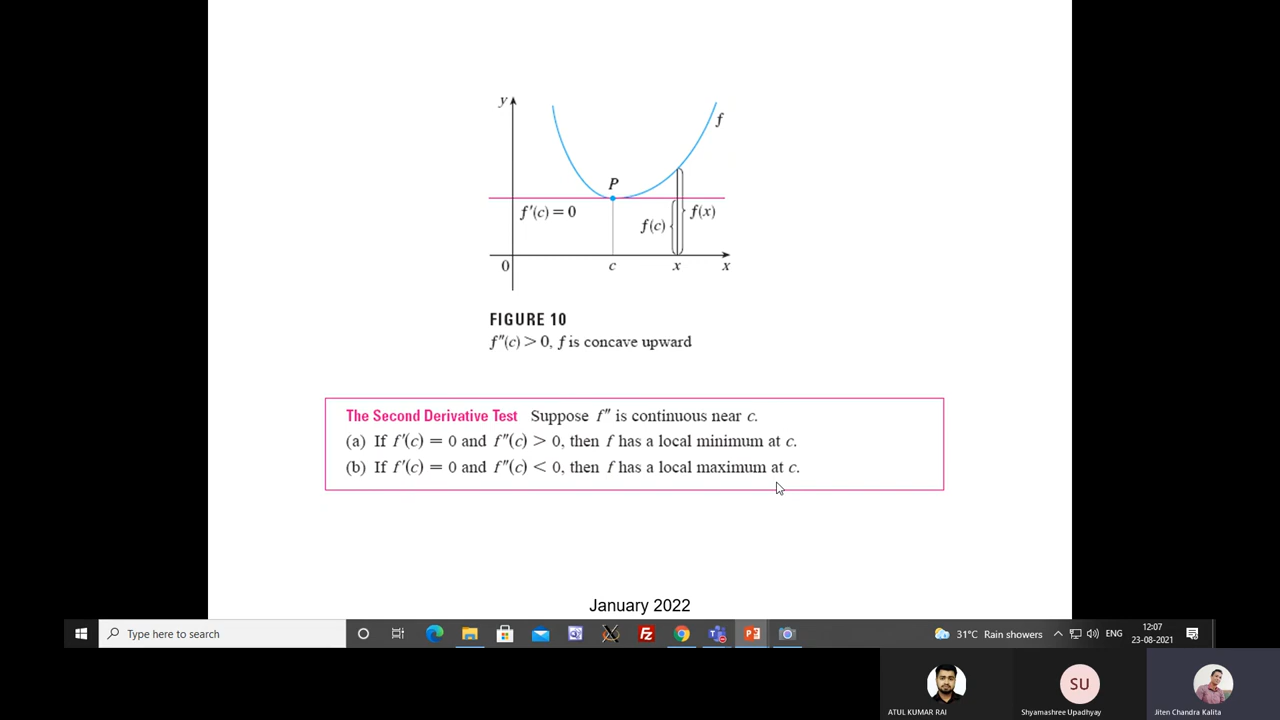 y
f
P
f′(c) = 0
f(c)
f(x)
0
c
x
x
FIGURE 10
f″(c) > 0, f is concave upward
The Second Derivative Test Suppose f″ is continuous near c.
(a) If f′(c) = 0 and f″(c) > 0, then f has a local minimum at c.
(b) If f′(c) = 0 and f″(c) < 0, then f has a local maximum at c.
January 2022
Type here to search
31°C Rain showers
ENG
12:07
23-08-2021
SU
ATUL KUMAR RAI
Shyamashree Upadhyay
Jiten Chandra Kalita